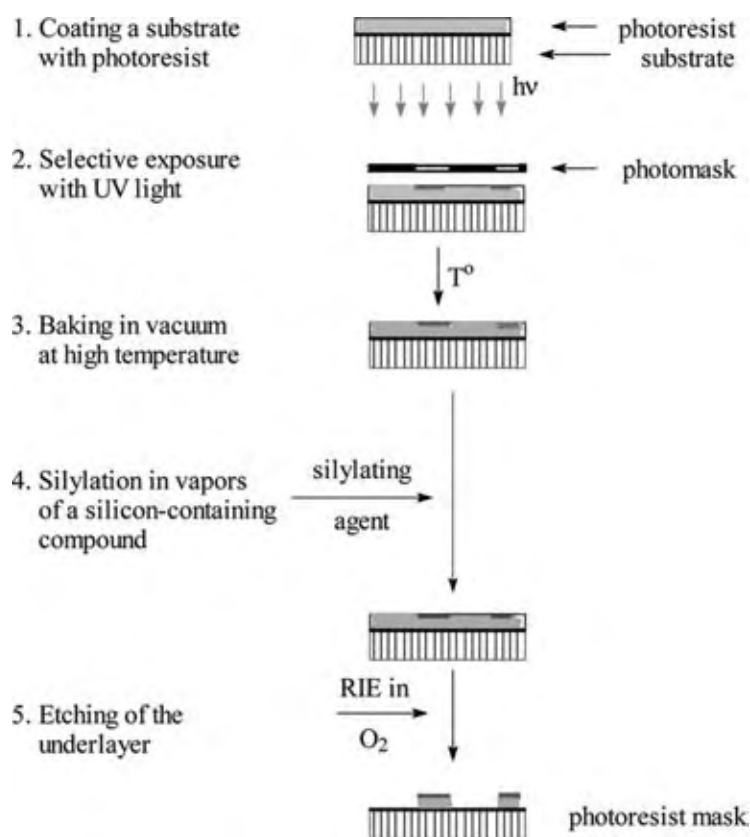 1. Coating a substrate
with photoresist
photoresist
substrate
hν
2. Selective exposure
with UV light
photomask
T°
3. Baking in vacuum
at high temperature
4. Silylation in vapors
of a silicon-containing
compound
silylating
agent
5. Etching of the
underlayer
RIE in
O₂
photoresist mask